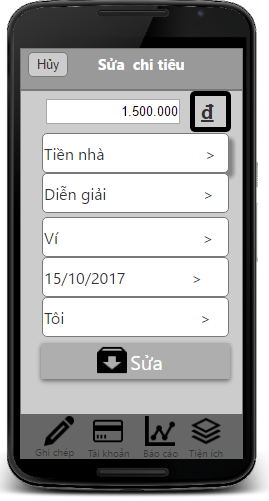 Hủy Sửa chi tiêu
1.500.000 đ
Tiền nhà >
Diễn giải >
Ví >
15/10/2017 >
Tôi >
Sửa
Ghi chép Tài khoản Báo cáo Tiện ích